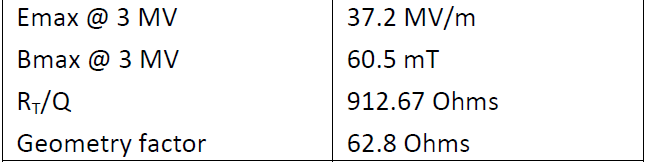 Emax @ 3 MV 37.2 MV/m
Bmax @ 3 MV 60.5 mT
R_T/Q 912.67 Ohms
Geometry factor 62.8 Ohms